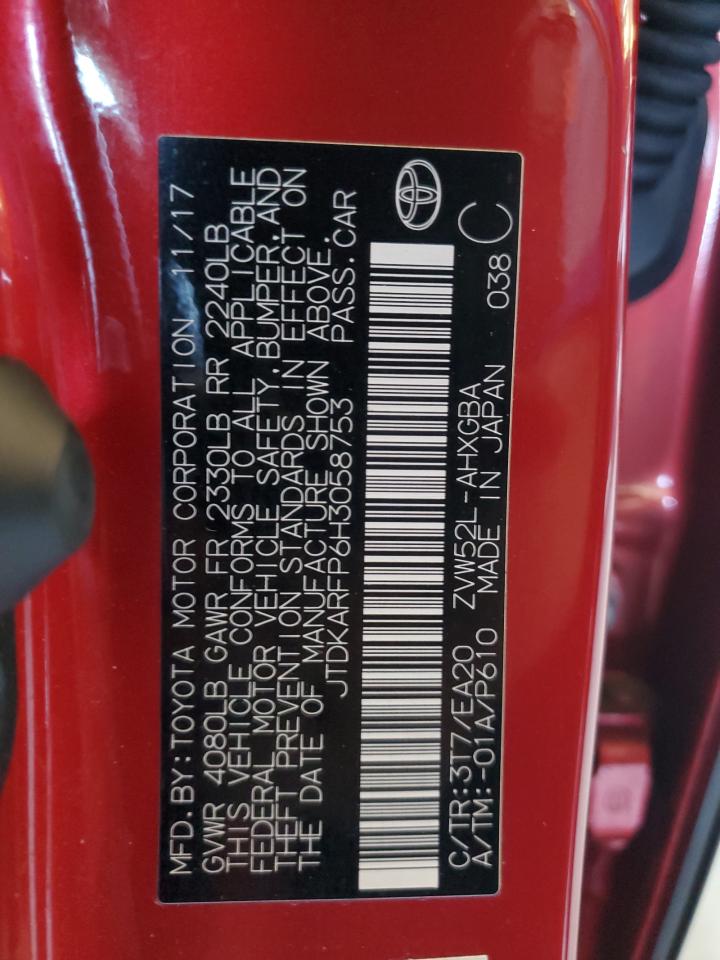 MFD. BY: TOYOTA MOTOR CORPORATION 11/17
GVWR 4080LB GAWR FR 2330LB RR 2240LB
THIS VEHICLE CONFORMS TO ALL APPLICABLE
FEDERAL MOTOR VEHICLE SAFETY, BUMPER, AND
THEFT PREVENTION STANDARDS IN EFFECT ON
THE DATE OF MANUFACTURE SHOWN ABOVE.
JTDKARFP6H3058753 PASS. CAR
C/TR: 3T7/EA20 ZVW52L-AHXGBA
A/TM: -01A/P610 MADE IN JAPAN 038 C